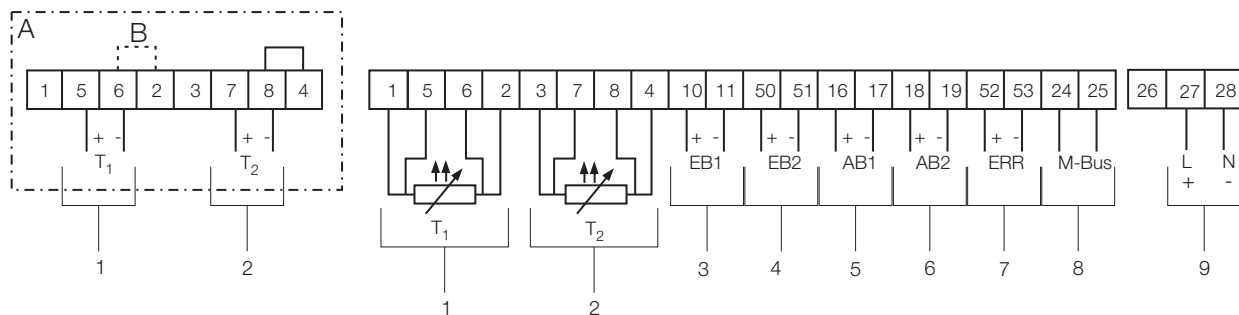 A B
1 5 6 2 3 7 8 4 1 5 6 2 3 7 8 4 10 11 50 51 16 17 18 19 52 53 24 25 26 27 28
+ - + - + - + - + - + - + -
T1 T2 EB1 EB2 AB1 AB2 ERR M-Bus L N
+ -
T1 T2
1 2 3 4 5 6 7 8 9
1 2